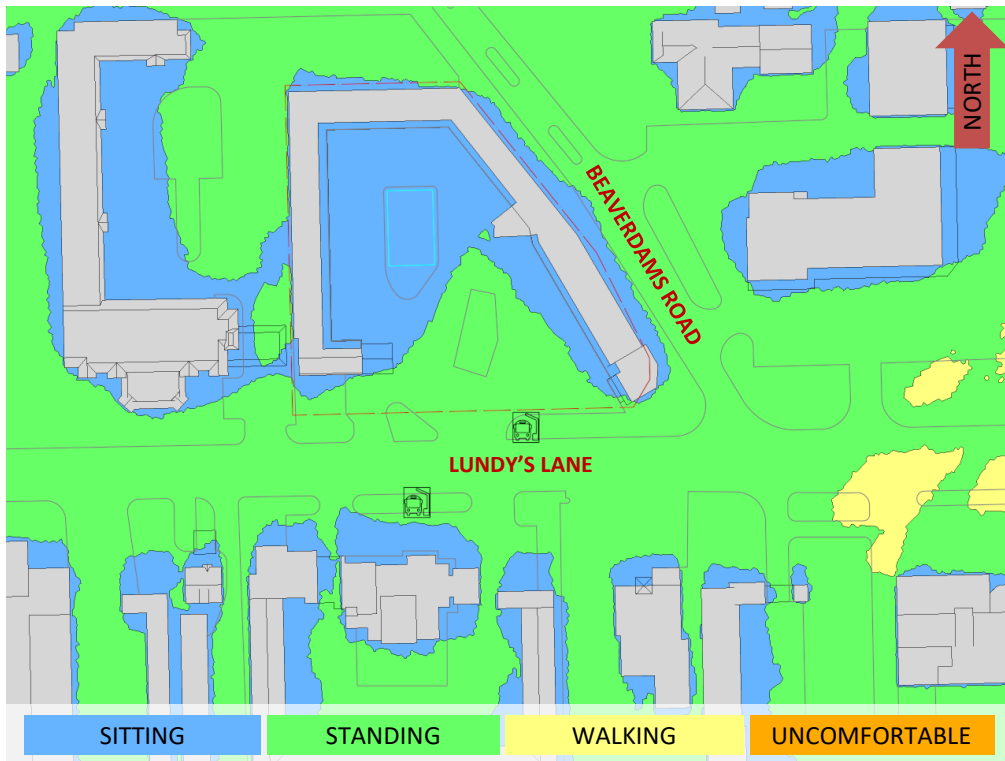 NORTH
BEAVERDAMS ROAD
LUNDY'S LANE
SITTING
STANDING
WALKING
UNCOMFORTABLE